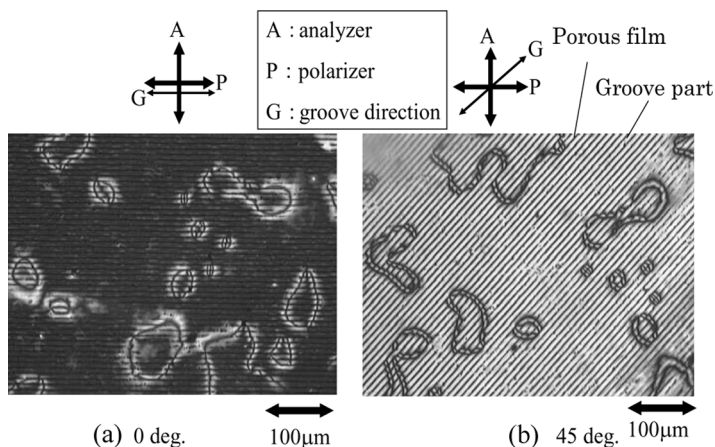 A
G
P
A : analyzer
P : polarizer
G : groove direction
A
G
P
Porous film
Groove part
(a) 0 deg.
100μm
(b) 45 deg.
100μm